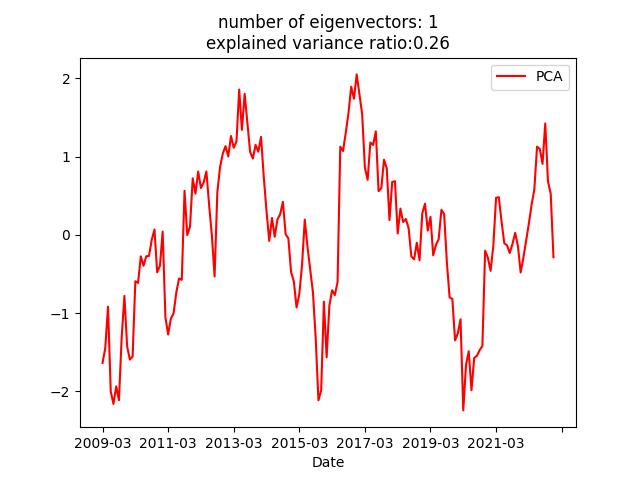 number of eigenvectors: 1
explained variance ratio:0.26
PCA
2
1
0
−1
−2
2009-03 2011-03 2013-03 2015-03 2017-03 2019-03 2021-03
Date